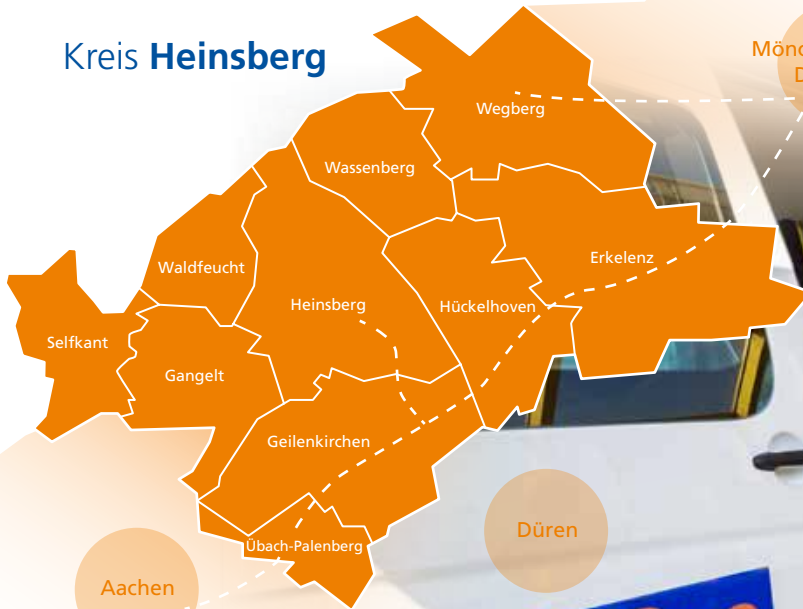 Kreis Heinsberg
Wegberg
Wassenberg
Waldfeucht
Erkelenz
Heinsberg
Hückelhoven
Selfkant
Gangelt
Geilenkirchen
Übach-Palenberg
Düren
Aachen